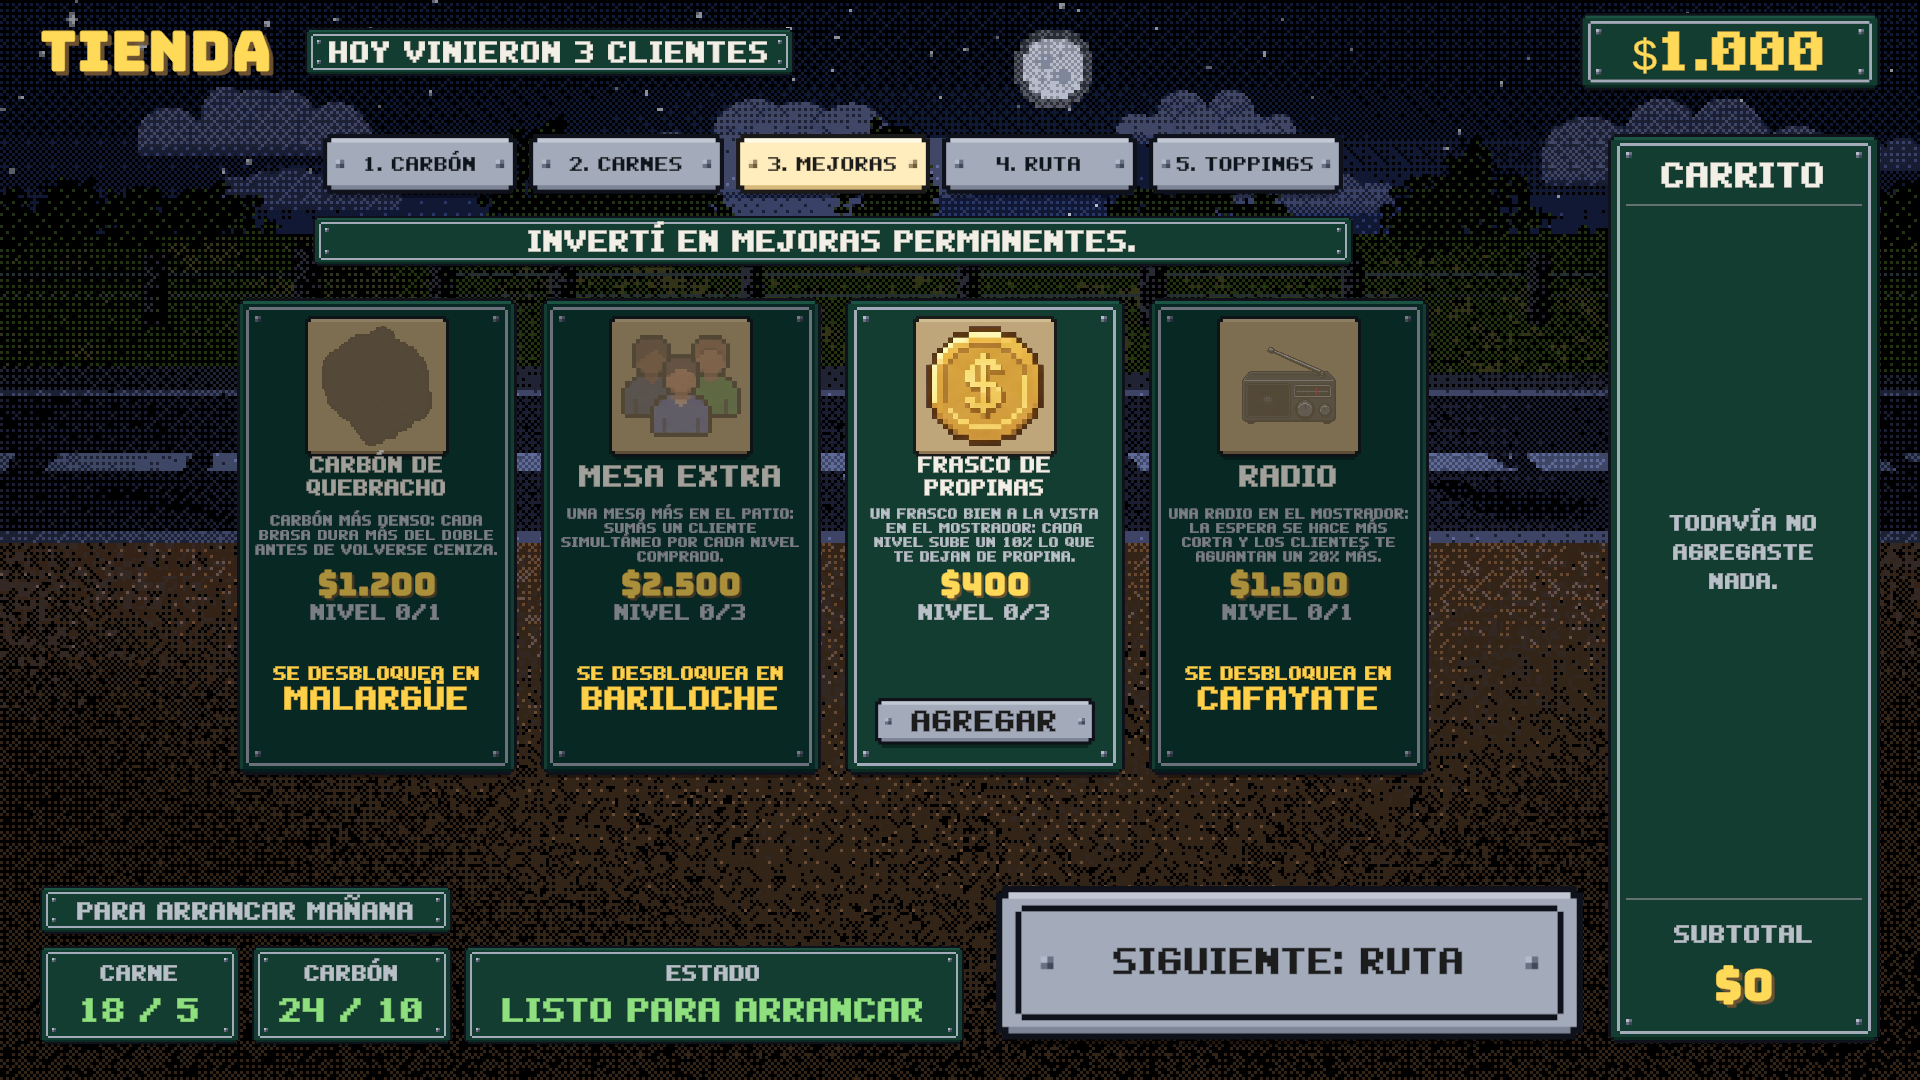 TIENDA
HOY VINIERON 3 CLIENTES
$1.000
1. CARBÓN
2. CARNES
3. MEJORAS
4. RUTA
5. TOPPINGS
INVERTÍ EN MEJORAS PERMANENTES.
CARBÓN DE
QUEBRACHO
CARBÓN MÁS DENSO: CADA
BRASA DURA MÁS DEL DOBLE
ANTES DE VOLVERSE CENIZA.
$1.200
NIVEL 0/1
SE DESBLOQUEA EN
MALARGÜE
MESA EXTRA
UNA MESA MÁS EN EL PATIO:
SUMÁS UN CLIENTE
SIMULTÁNEO POR CADA NIVEL
COMPRADO.
$2.500
NIVEL 0/3
SE DESBLOQUEA EN
BARILOCHE
FRASCO DE
PROPINAS
UN FRASCO BIEN A LA VISTA
EN EL MOSTRADOR: CADA
NIVEL SUBE UN 10% LO QUE
TE DEJAN DE PROPINA.
$400
NIVEL 0/3
AGREGAR
RADIO
UNA RADIO EN EL MOSTRADOR:
LA ESPERA SE HACE MÁS
CORTA Y LOS CLIENTES TE
AGUANTAN UN 20% MÁS.
$1.500
NIVEL 0/1
SE DESBLOQUEA EN
CAFAYATE
CARRITO
TODAVÍA NO
AGREGASTE
NADA.
SUBTOTAL
$0
PARA ARRANCAR MAÑANA
CARNE
18 / 5
CARBÓN
24 / 10
ESTADO
LISTO PARA ARRANCAR
SIGUIENTE: RUTA